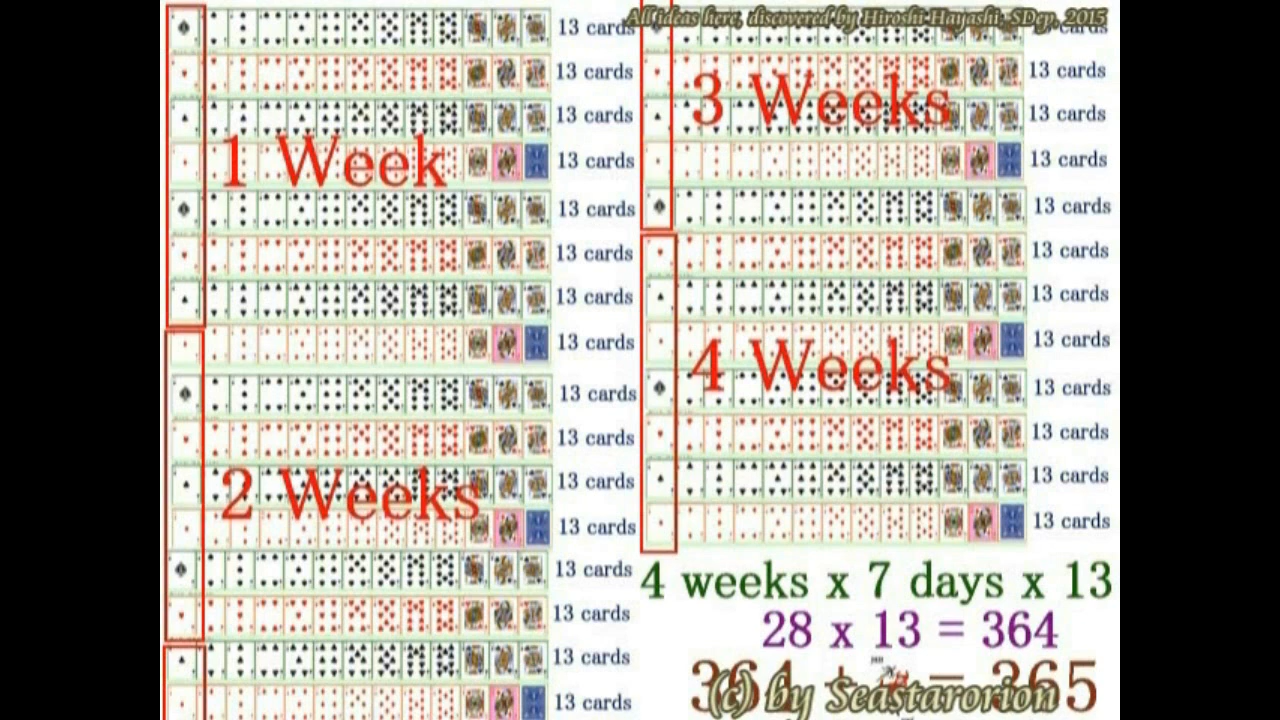 All ideas here, discovered by Hiroshi Hayashi, SDep, 2015
13 cards
13 cards
13 cards
1 Week
13 cards
13 cards
13 cards
13 cards
13 cards
13 cards
13 cards
2 Weeks
13 cards
13 cards
13 cards
13 cards
13 cards
13 cards
cards
3 Weeks
13 cards
13 cards
13 cards
13 cards
13 cards
13 cards
13 cards
4 Weeks
13 cards
13 cards
13 cards
13 cards
4 weeks x 7 days x 13
28 x 13 = 364
364 + = 365
(c) by Seastarorion